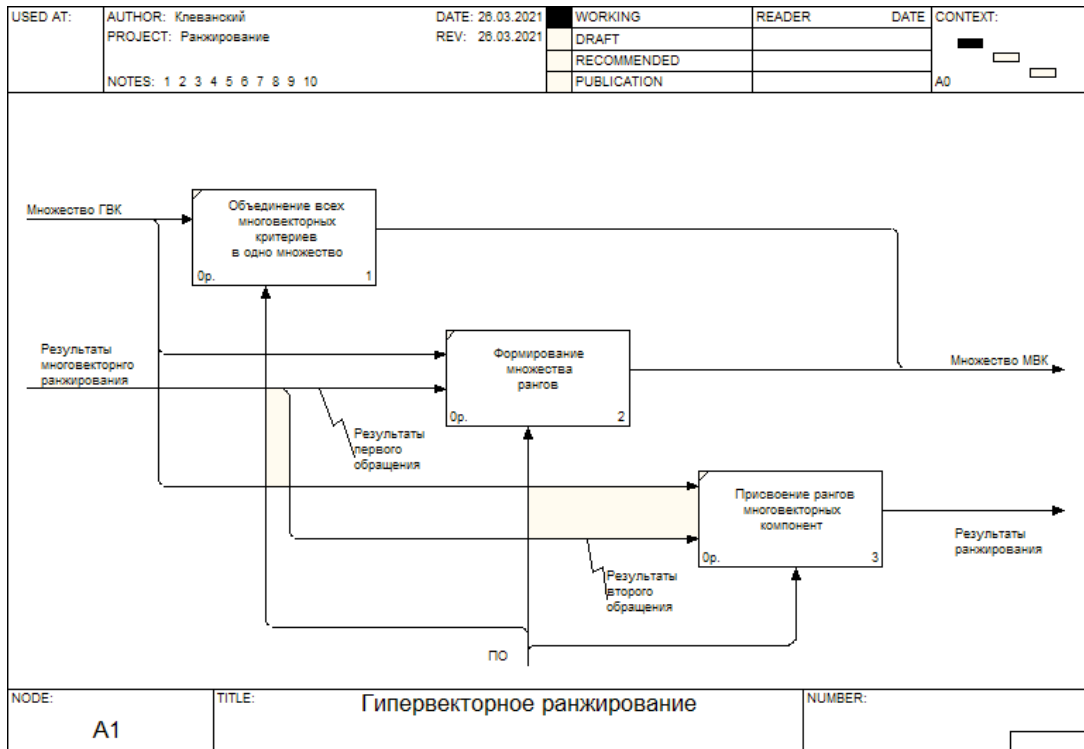 USED AT:
AUTHOR: Клеванский
DATE: 26.03.2021
PROJECT: Ранжирование
REV: 26.03.2021
NOTES: 1 2 3 4 5 6 7 8 9 10
WORKING
DRAFT
RECOMMENDED
PUBLICATION
READER
DATE
CONTEXT:
A0
Множество ГВК
Объединение всех
многовекторных
критериев
в одно множество
0р.
1
Результаты
многовекторнго
ранжирования
Формирование
множества
рангов
0р.
2
Множество МВК
Результаты
первого
обращения
Присвоение рангов
многовекторных
компонент
0р.
3
Результаты
ранжирования
Результаты
второго
обращения
ПО
NODE:
A1
TITLE:
Гипервекторное ранжирование
NUMBER: